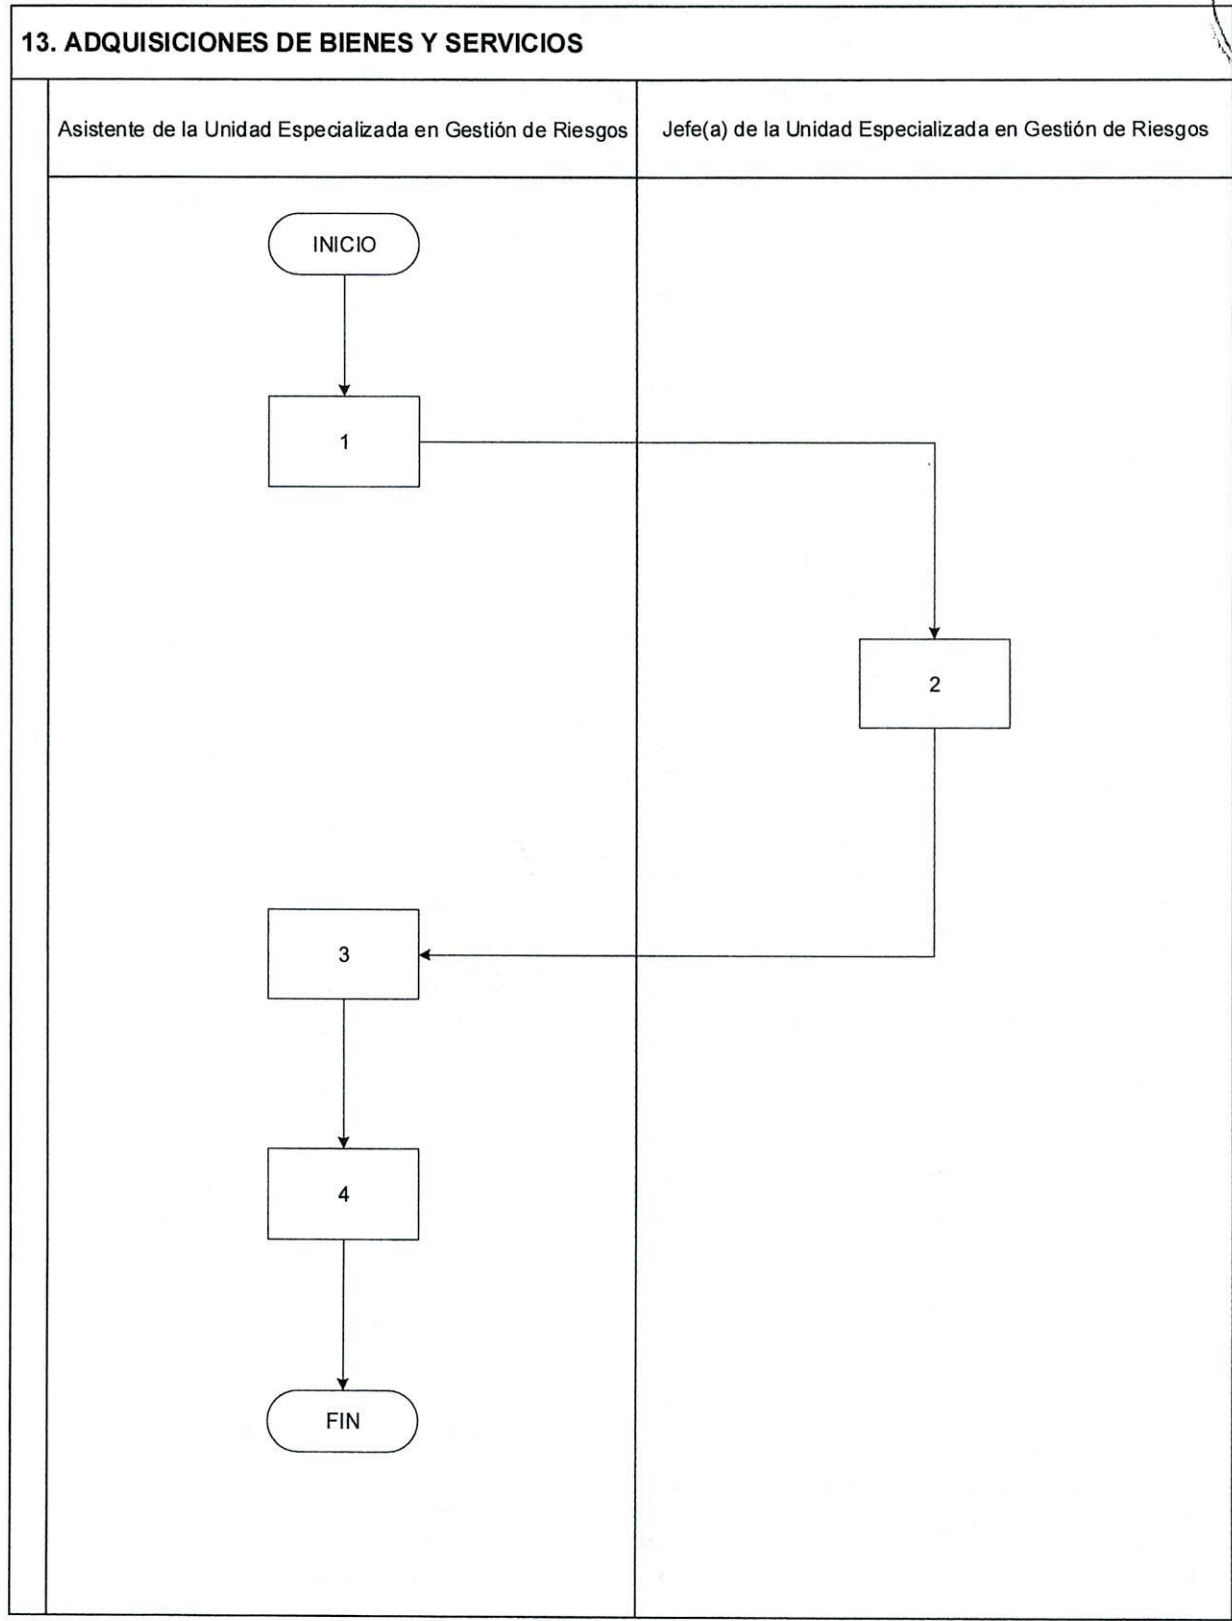 13. ADQUISICIONES DE BIENES Y SERVICIOS
Asistente de la Unidad Especializada en Gestión de Riesgos
Jefe(a) de la Unidad Especializada en Gestión de Riesgos
INICIO
1
2
3
4
FIN